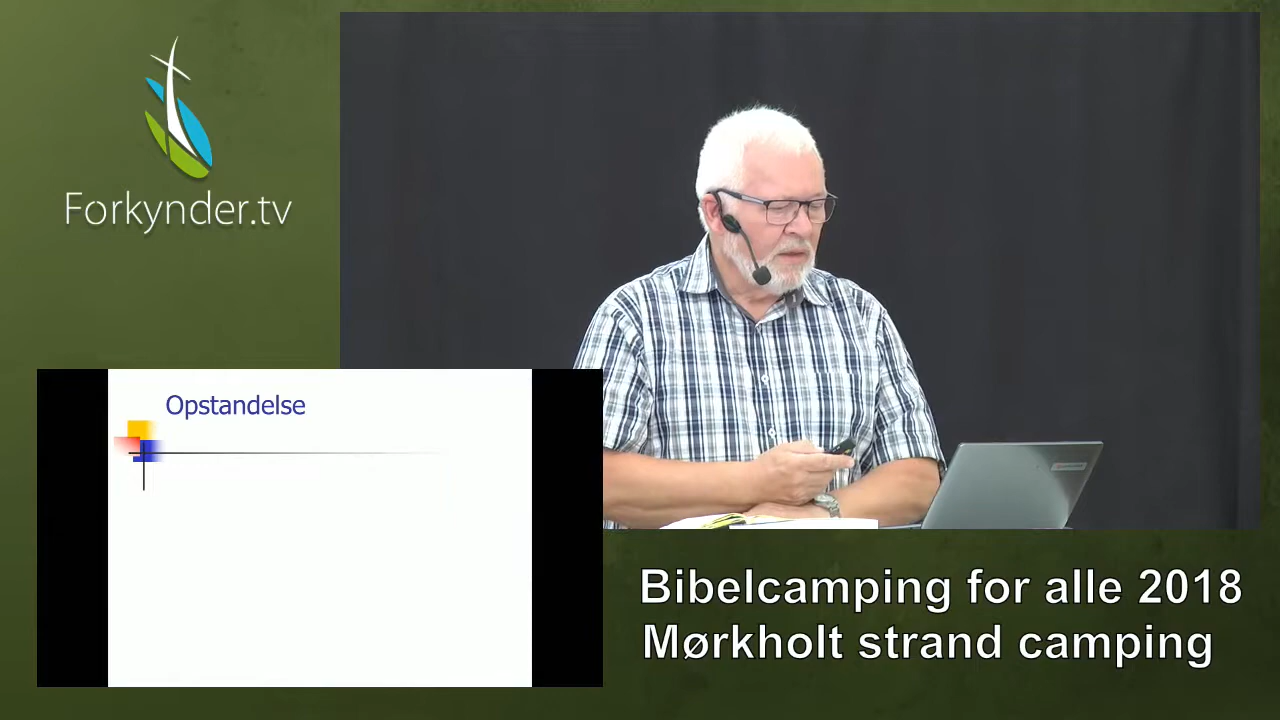 Forkynder.tv
Opstandelse
Bibelcamping for alle 2018
Mørkholt strand camping